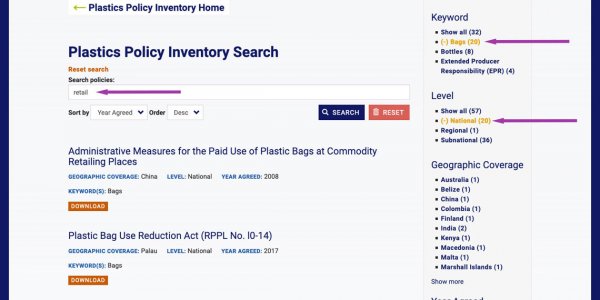 ← Plastics Policy Inventory Home
Plastics Policy Inventory Search
Reset search
Search policies:
retail
Sort by Year Agreed Order Desc SEARCH RESET
Administrative Measures for the Paid Use of Plastic Bags at Commodity
Retailing Places
GEOGRAPHIC COVERAGE: China LEVEL: National YEAR AGREED: 2008
KEYWORD(S): Bags
DOWNLOAD
Plastic Bag Use Reduction Act (RPPL No. l0-14)
GEOGRAPHIC COVERAGE: Palau LEVEL: National YEAR AGREED: 2017
KEYWORD(S): Bags
DOWNLOAD
Keyword
Show all (32)
(-) Bags (20)
Bottles (8)
Extended Producer
Responsibility (EPR) (4)
Level
Show all (57)
(-) National (20)
Regional (1)
Subnational (36)
Geographic Coverage
Australia (1)
Belize (1)
China (1)
Colombia (1)
Finland (1)
India (2)
Kenya (1)
Macedonia (1)
Malta (1)
Marshall Islands (1)
Show more
Year Agreed